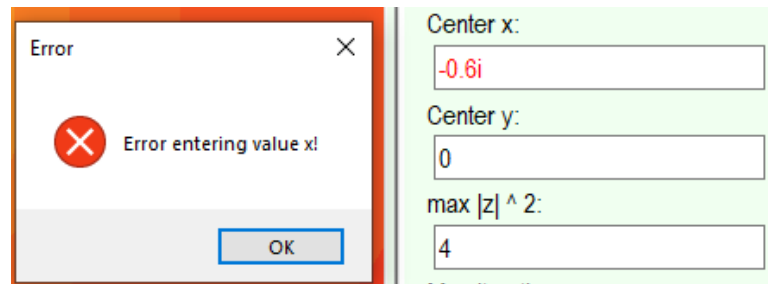 Error
Error entering value x!
OK
Center x:
-0.6i
Center y:
0
max |z| ^ 2:
4